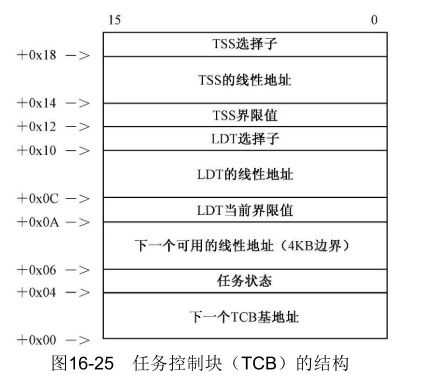 15 0
TSS选择子
+0x18 —>
TSS的线性地址
+0x14 —>
TSS界限值
+0x12 —>
LDT选择子
+0x10 —>
LDT的线性地址
+0x0C —>
LDT当前界限值
+0x0A —>
下一个可用的线性地址（4KB边界）
+0x06 —>
任务状态
+0x04 —>
下一个TCB基地址
+0x00 —>
图16-25 任务控制块（TCB）的结构